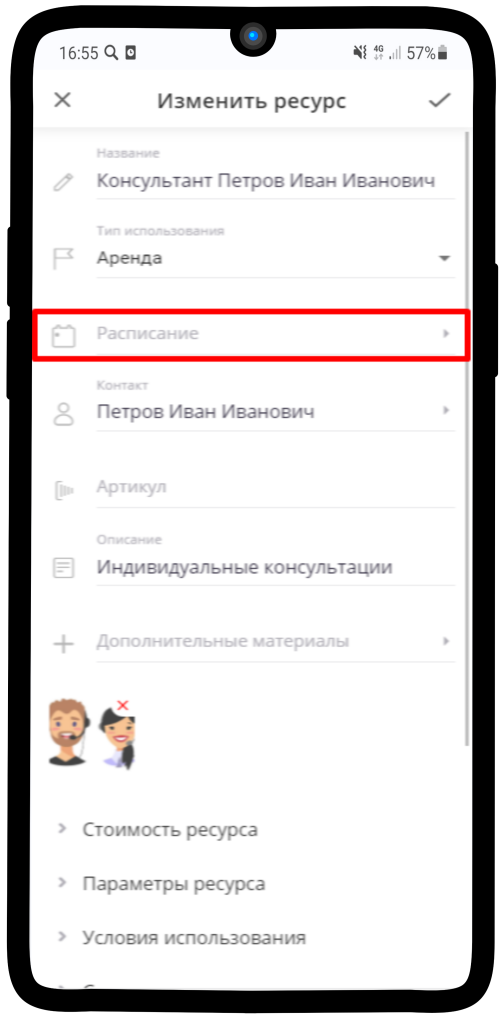 16:55 4G 57%
Изменить ресурс
Название
Консультант Петров Иван Иванович
Тип использования
Аренда
Расписание
Контакт
Петров Иван Иванович
Артикул
Описание
Индивидуальные консультации
Дополнительные материалы
Стоимость ресурса
Параметры ресурса
Условия использования